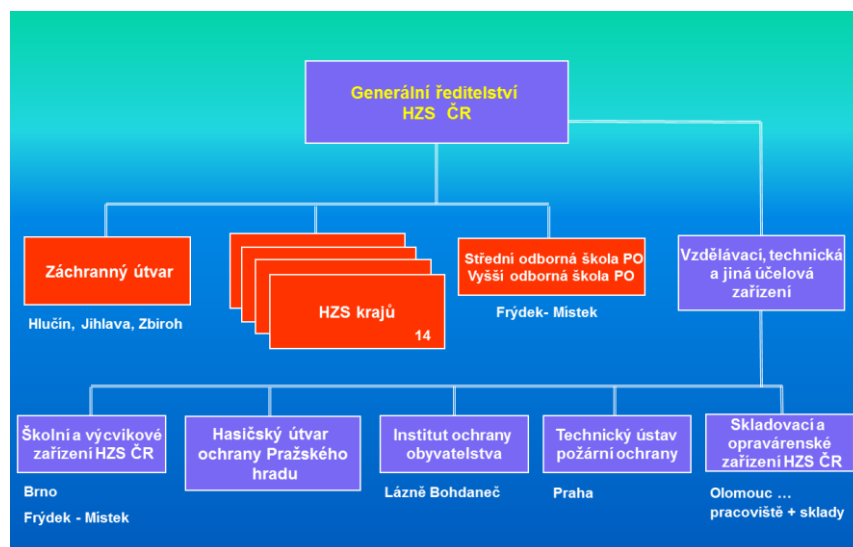 Generální ředitelství
HZS ČR
Záchranný útvar
Hlučín, Jihlava, Zbiroh
HZS krajů
14
Střední odborná škola PO
Vyšší odborná škola PO
Frýdek- Místek
Vzdělávací, technická
a jiná účelová
zařízení
Školní a výcvikové
zařízení HZS ČR
Brno
Frýdek - Místek
Hasičský útvar
ochrany Pražského
hradu
Institut ochrany
obyvatelstva
Lázně Bohdaneč
Technický ústav
požární ochrany
Praha
Skladovací a
opravárenské
zařízení HZS ČR
Olomouc ...
pracoviště + sklady